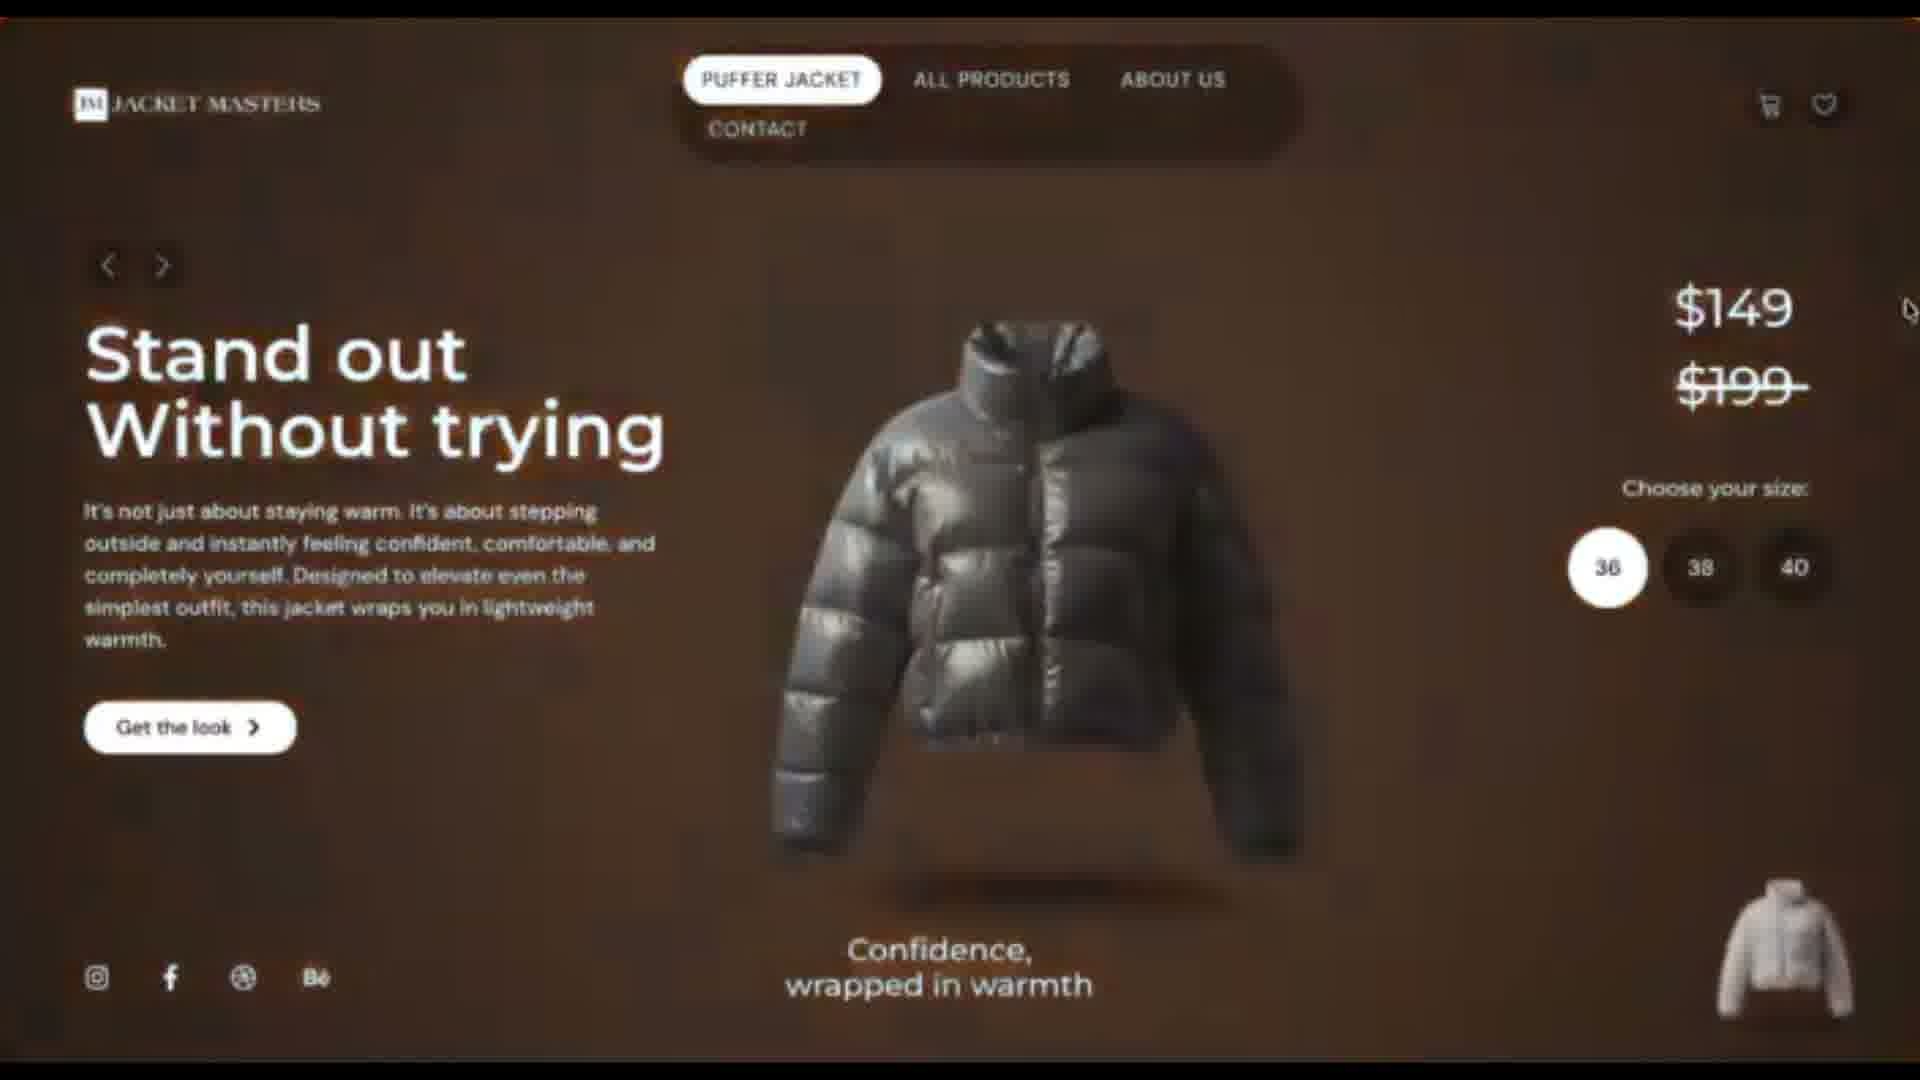 JM JACKET MASTERS
PUFFER JACKET ALL PRODUCTS ABOUT US
CONTACT
Stand out
Without trying
It's not just about staying warm. It's about stepping
outside and instantly feeling confident, comfortable, and
completely yourself. Designed to elevate even the
simplest outfit, this jacket wraps you in lightweight
warmth.
Get the look
$149
$199
Choose your size:
36 38 40
Confidence,
wrapped in warmth
Bē